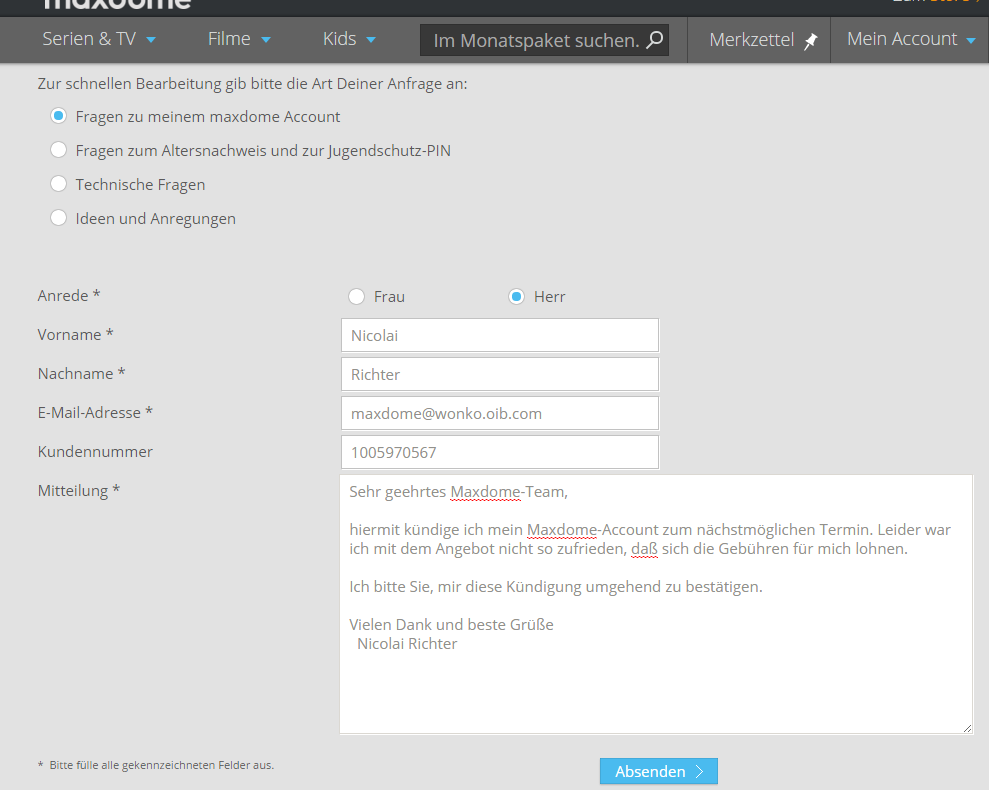 maxdome
Serien & TV Filme Kids Im Monatspaket suchen. Merkzettel Mein Account
Zur schnellen Bearbeitung gib bitte die Art Deiner Anfrage an:
Fragen zu meinem maxdome Account
Fragen zum Altersnachweis und zur Jugendschutz-PIN
Technische Fragen
Ideen und Anregungen
Anrede * Frau Herr
Vorname * Nicolai
Nachname * Richter
E-Mail-Adresse * maxdome@wonko.oib.com
Kundennummer 1005970567
Mitteilung * Sehr geehrtes Maxdome-Team,
hiermit kündige ich mein Maxdome-Account zum nächstmöglichen Termin. Leider war
ich mit dem Angebot nicht so zufrieden, daß sich die Gebühren für mich lohnen.
Ich bitte Sie, mir diese Kündigung umgehend zu bestätigen.
Vielen Dank und beste Grüße
Nicolai Richter
* Bitte fülle alle gekennzeichneten Felder aus.
Absenden